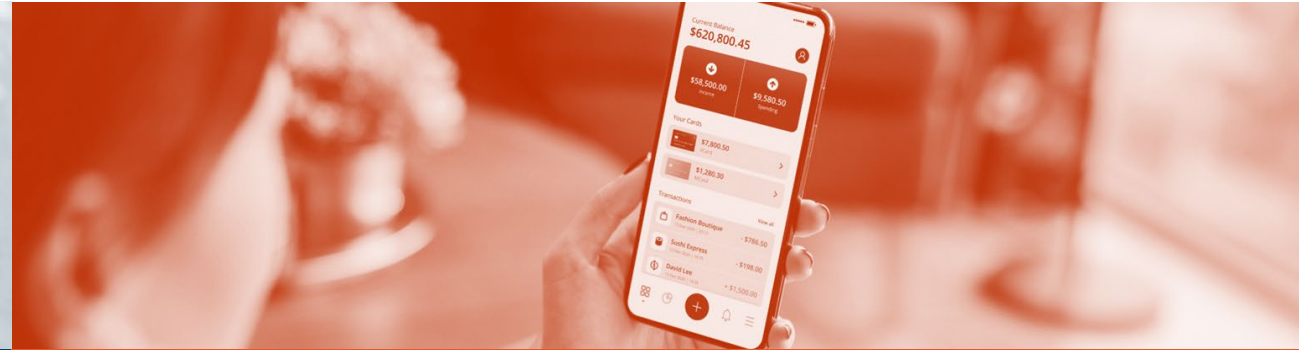 Current Balance
$620,800.45
$58,500.00
Income
$9,580.50
Spending
Your Cards
$7,800.50
$1,280.30
Transactions
View all
Fashion Boutique
- $786.50
Sushi Express
- $198.00
David Lee
+ $1,500.00